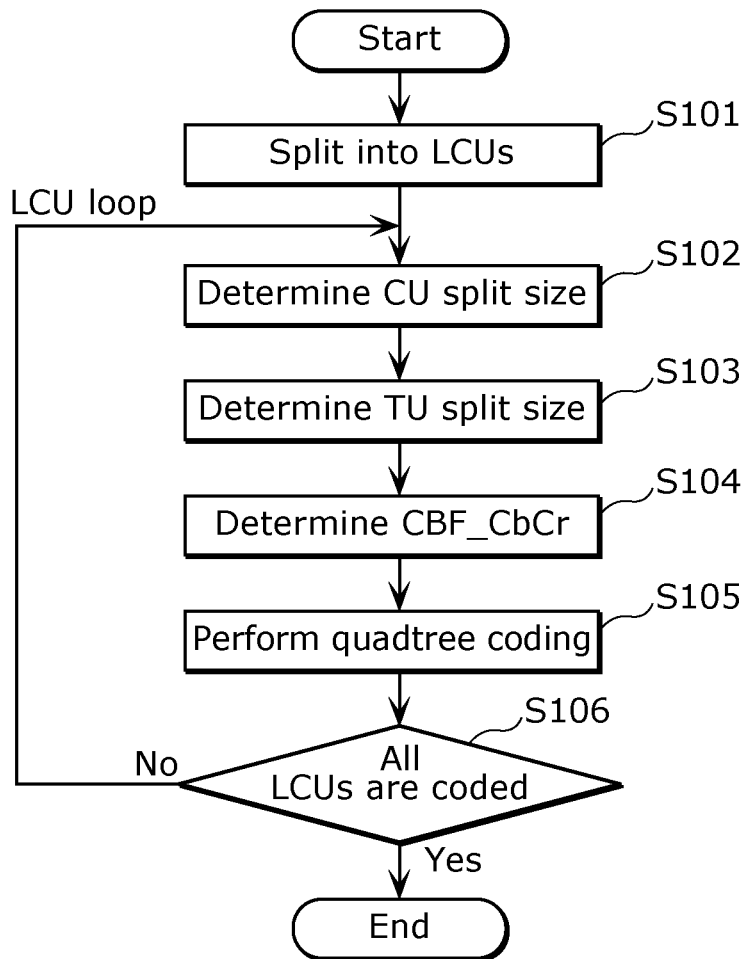 Start
S101
Split into LCUs
LCU loop
S102
Determine CU split size
S103
Determine TU split size
S104
Determine CBF_CbCr
S105
Perform quadtree coding
S106
All
LCUs are coded
No
Yes
End